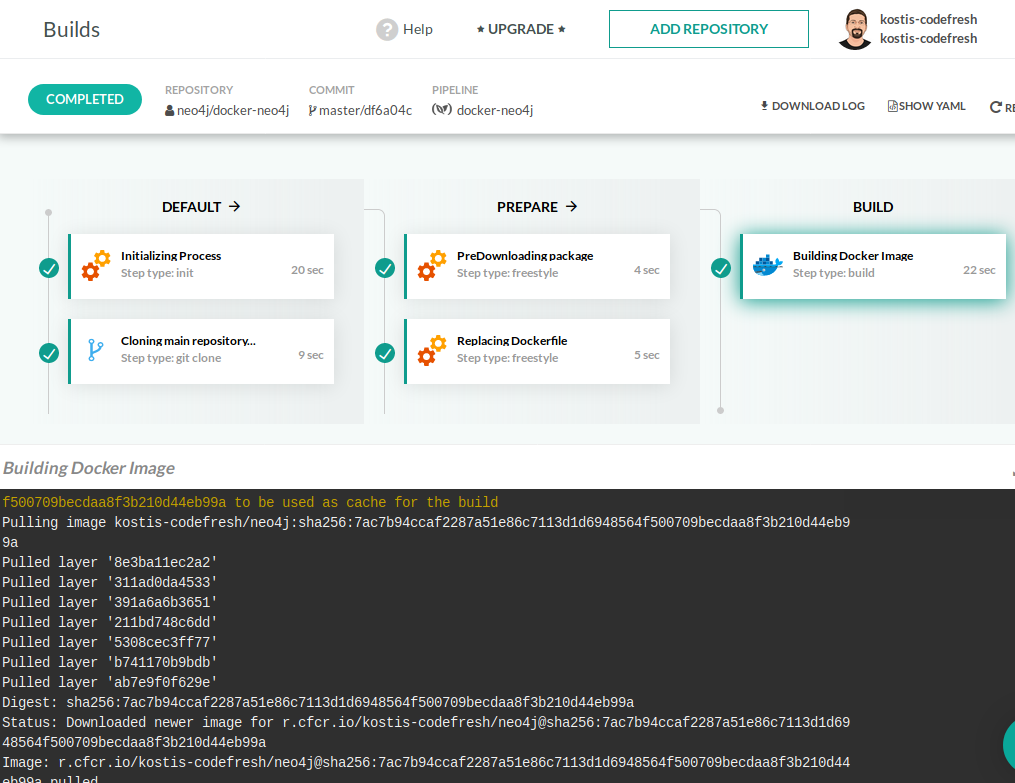 Builds
? Help
★ UPGRADE ★
ADD REPOSITORY
kostis-codefresh
kostis-codefresh
COMPLETED
REPOSITORY
neo4j/docker-neo4j
COMMIT
master/df6a04c
PIPELINE
docker-neo4j
DOWNLOAD LOG
SHOW YAML
RE
DEFAULT →
Initializing Process
Step type: init
20 sec
Cloning main repository...
Step type: git clone
9 sec
PREPARE →
PreDownloading package
Step type: freestyle
4 sec
Replacing Dockerfile
Step type: freestyle
5 sec
BUILD
Building Docker Image
Step type: build
22 sec
Building Docker Image
f500709becdaa8f3b210d44eb99a to be used as cache for the build
Pulling image kostis-codefresh/neo4j:sha256:7ac7b94ccaf2287a51e86c7113d1d6948564f500709becdaa8f3b210d44eb9
9a
Pulled layer '8e3ba11ec2a2'
Pulled layer '311ad0da4533'
Pulled layer '391a6a6b3651'
Pulled layer '211bd748c6dd'
Pulled layer '5308cec3ff77'
Pulled layer 'b741170b9bdb'
Pulled layer 'ab7e9f0f629e'
Digest: sha256:7ac7b94ccaf2287a51e86c7113d1d6948564f500709becdaa8f3b210d44eb99a
Status: Downloaded newer image for r.cfcr.io/kostis-codefresh/neo4j@sha256:7ac7b94ccaf2287a51e86c7113d1d69
48564f500709becdaa8f3b210d44eb99a
Image: r.cfcr.io/kostis-codefresh/neo4j@sha256:7ac7b94ccaf2287a51e86c7113d1d6948564f500709becdaa8f3b210d44
eb99a pulled